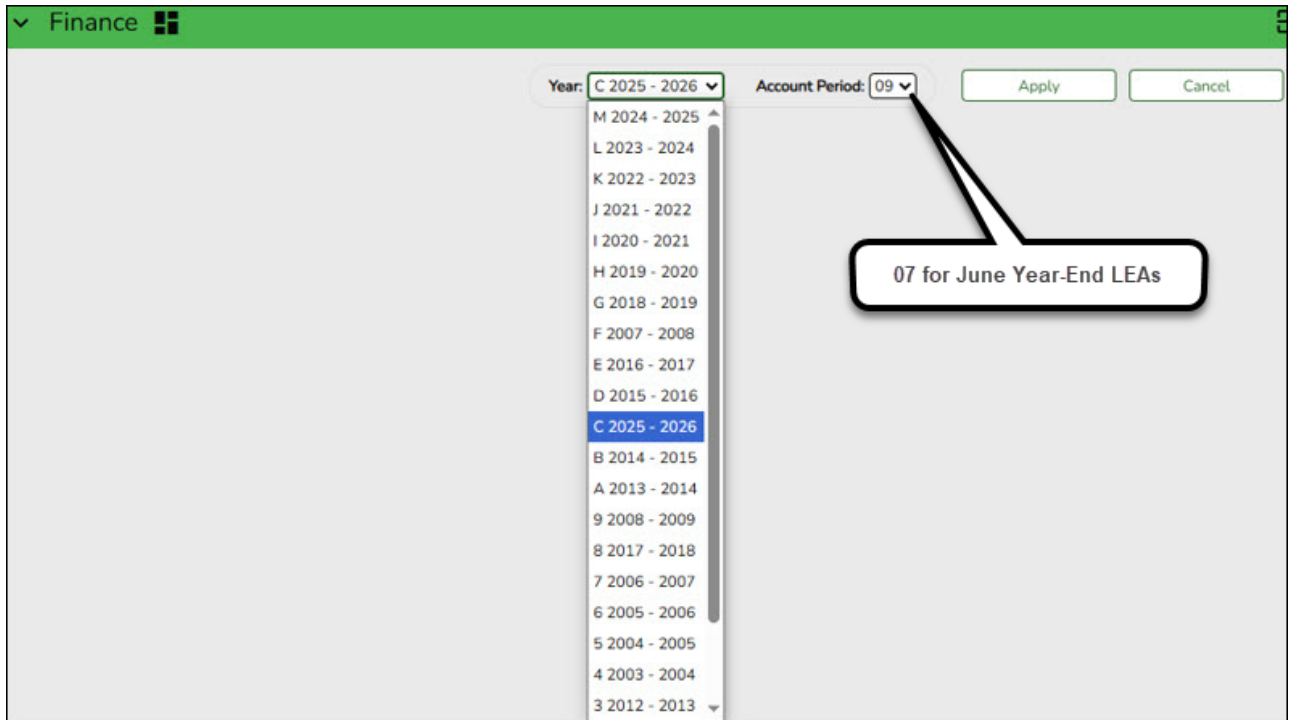 Finance
Year: C 2025 - 2026 Account Period: 09 Apply Cancel
M 2024 - 2025
L 2023 - 2024
K 2022 - 2023
J 2021 - 2022
I 2020 - 2021
H 2019 - 2020
G 2018 - 2019
F 2007 - 2008
E 2016 - 2017
D 2015 - 2016
C 2025 - 2026
B 2014 - 2015
A 2013 - 2014
9 2008 - 2009
8 2017 - 2018
7 2006 - 2007
6 2005 - 2006
5 2004 - 2005
4 2003 - 2004
3 2012 - 2013
07 for June Year-End LEAs